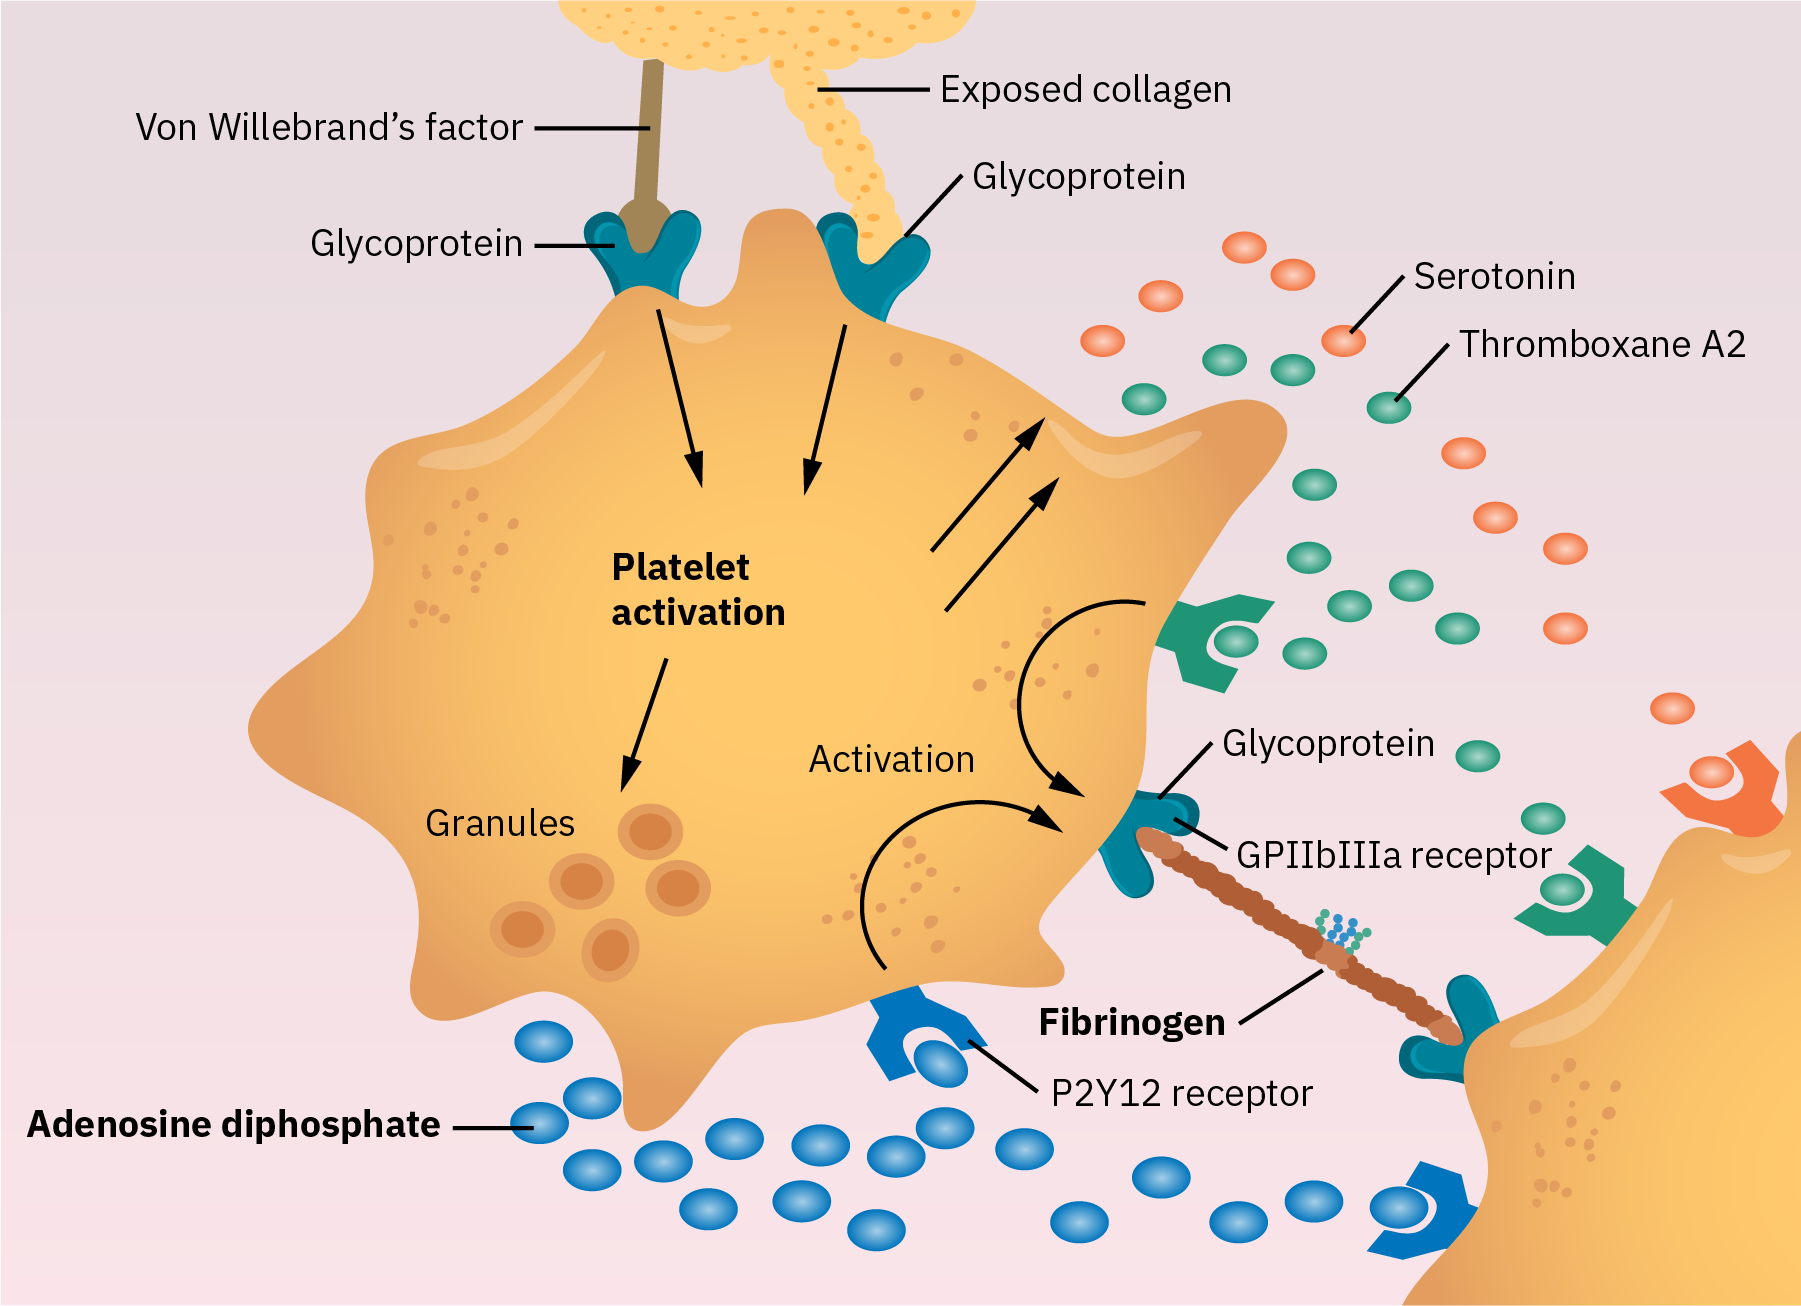 Exposed collagen
Von Willebrand’s factor
Glycoprotein
Glycoprotein
Serotonin
Thromboxane A2
Platelet
activation
Glycoprotein
Activation
Granules
GPIIbIIIa receptor
Fibrinogen
P2Y12 receptor
Adenosine diphosphate